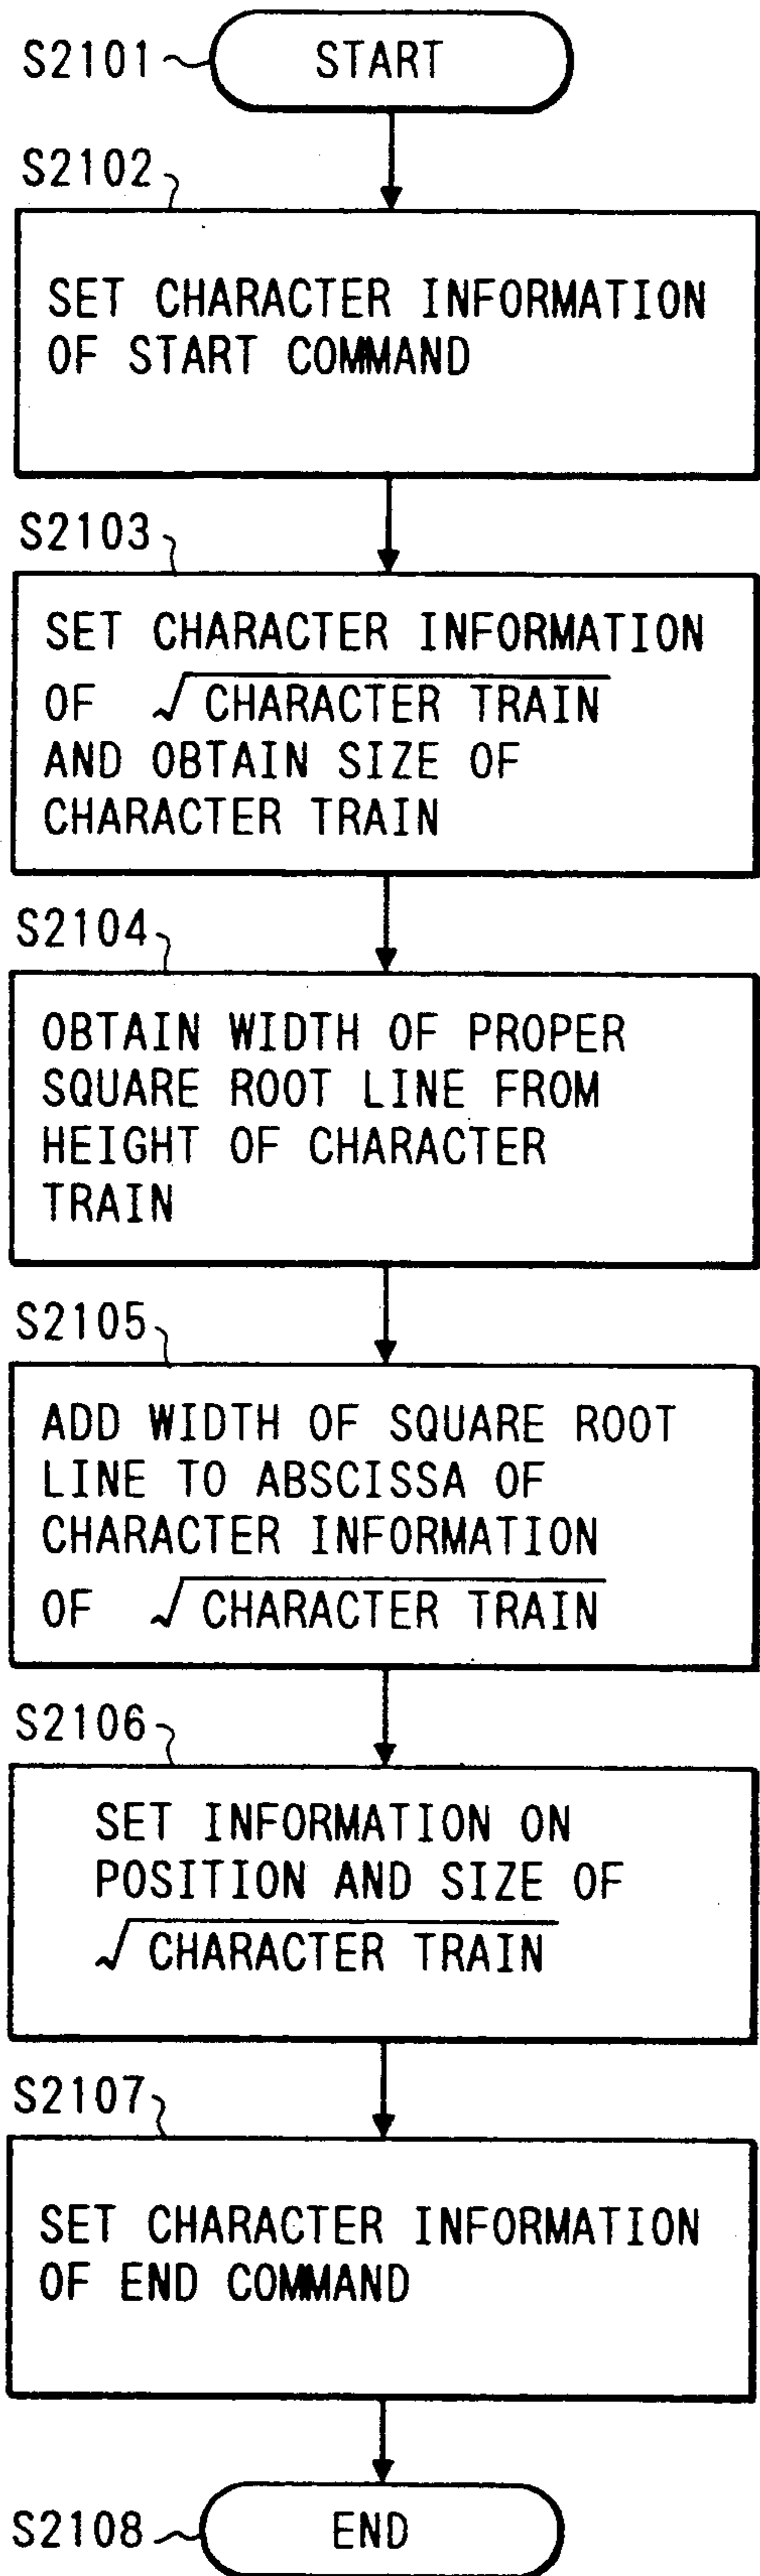 S2101
START
S2102
SET CHARACTER INFORMATION
OF START COMMAND
S2103
SET CHARACTER INFORMATION
OF √CHARACTER TRAIN
AND OBTAIN SIZE OF
CHARACTER TRAIN
S2104
OBTAIN WIDTH OF PROPER
SQUARE ROOT LINE FROM
HEIGHT OF CHARACTER
TRAIN
S2105
ADD WIDTH OF SQUARE ROOT
LINE TO ABSCISSA OF
CHARACTER INFORMATION
OF √CHARACTER TRAIN
S2106
SET INFORMATION ON
POSITION AND SIZE OF
√CHARACTER TRAIN
S2107
SET CHARACTER INFORMATION
OF END COMMAND
S2108
END